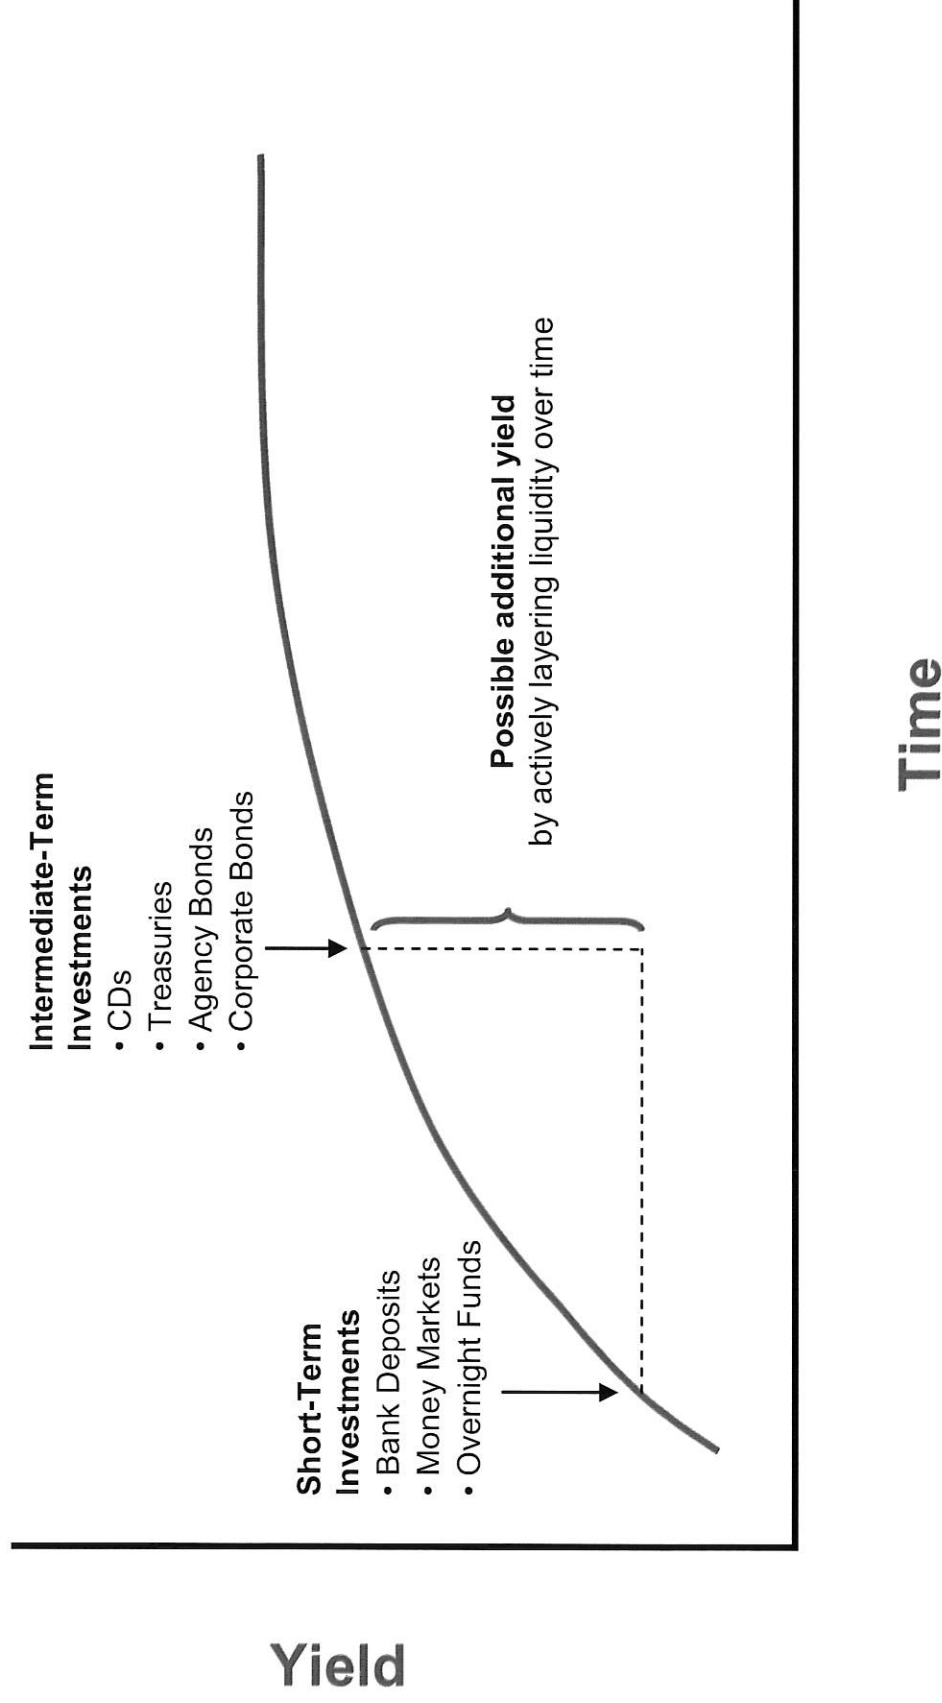 Intermediate-Term
Investments
• CDs
• Treasuries
• Agency Bonds
• Corporate Bonds
Short-Term
Investments
• Bank Deposits
• Money Markets
• Overnight Funds
Possible additional yield
by actively layering liquidity over time
Yield
Time